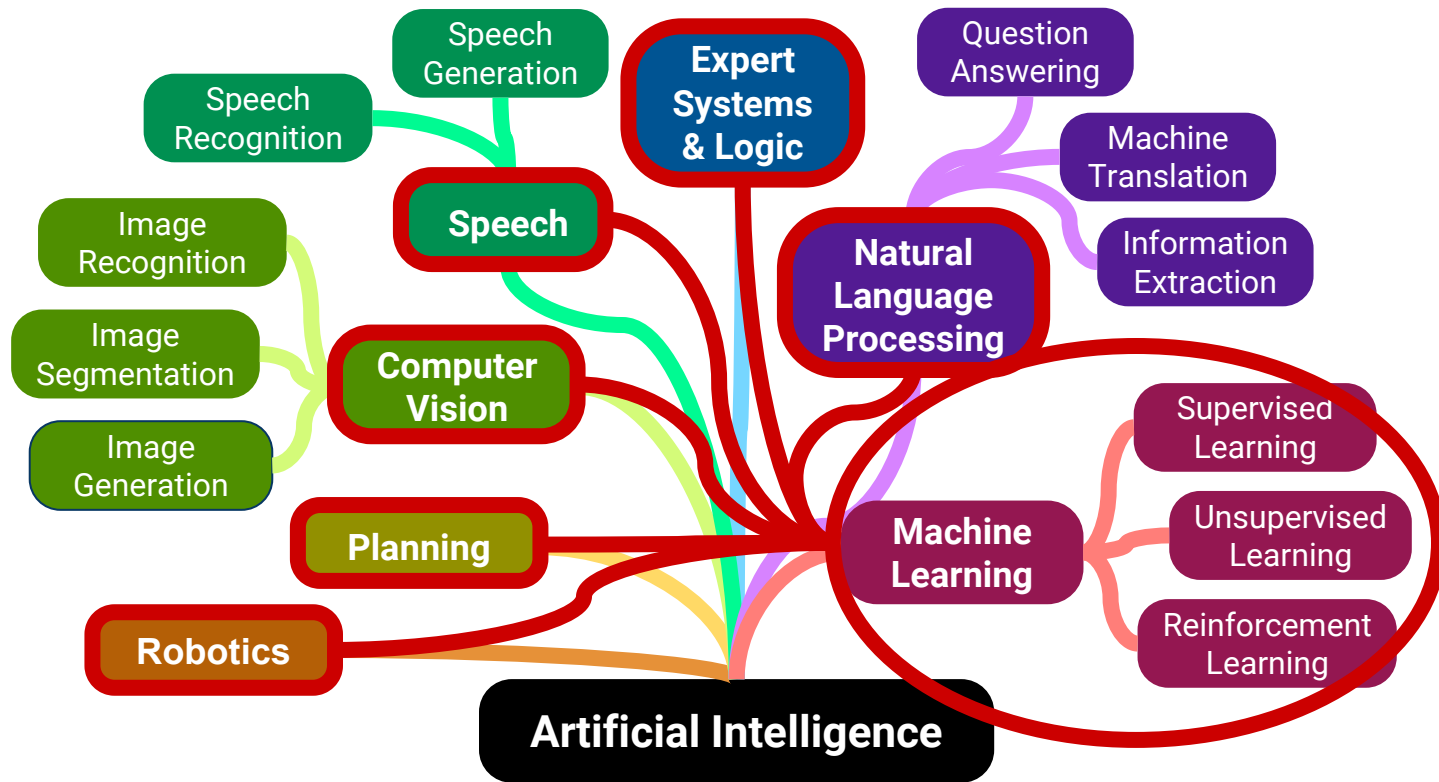 Speech
Generation
Speech
Recognition
Expert
Systems
& Logic
Question
Answering
Machine
Translation
Information
Extraction
Speech
Natural
Language
Processing
Image
Recognition
Image
Segmentation
Image
Generation
Computer
Vision
Planning
Robotics
Machine
Learning
Supervised
Learning
Unsupervised
Learning
Reinforcement
Learning
Artificial Intelligence